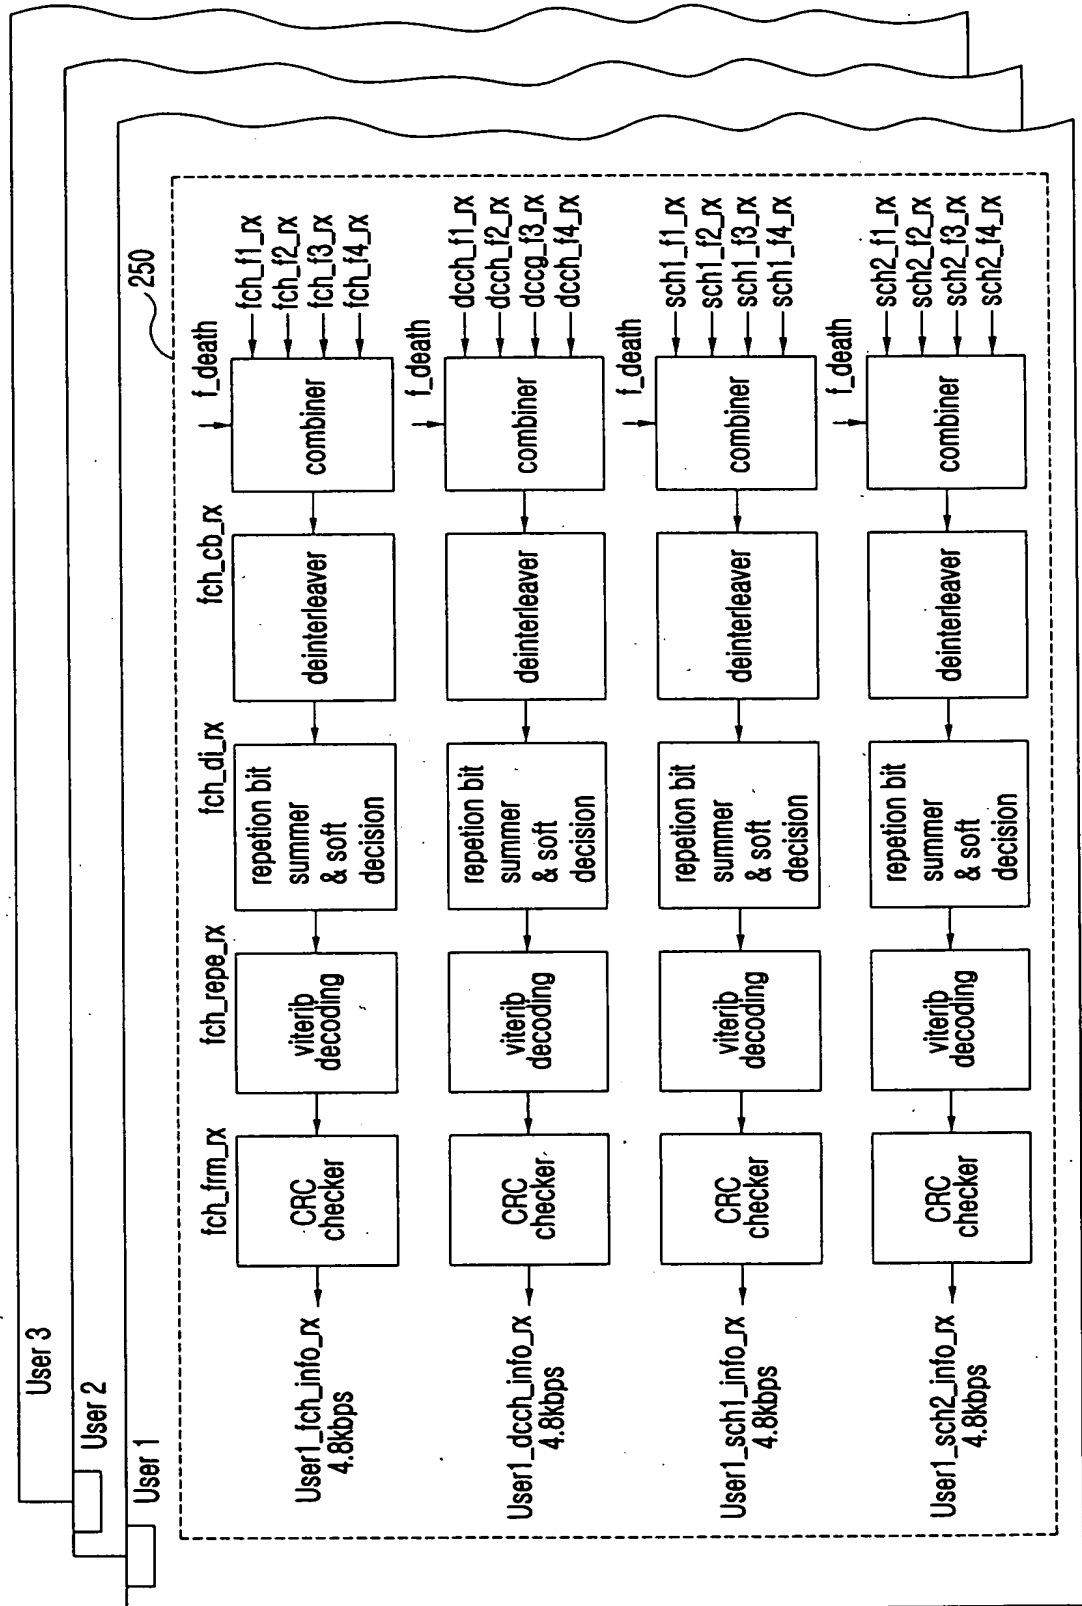 User 3
User 2
User 1
250
User1_fch_info_rx
4.8kbps
fch_frm_rx
CRC
checker
fch_repe_rx
viterib
decoding
fch_di_rx
repetion bit
summer
& soft
decision
fch_cb_rx
deinterleaver
combiner
f_death
fch_f1_rx
fch_f2_rx
fch_f3_rx
fch_f4_rx
User1_dcch_info_rx
4.8kbps
CRC
checker
viterib
decoding
repetion bit
summer
& soft
decision
deinterleaver
combiner
f_death
dcch_f1_rx
dcch_f2_rx
dccg_f3_rx
dcch_f4_rx
User1_sch1_info_rx
4.8kbps
CRC
checker
viterib
decoding
repetion bit
summer
& soft
decision
deinterleaver
combiner
f_death
sch1_f1_rx
sch1_f2_rx
sch1_f3_rx
sch1_f4_rx
User1_sch2_info_rx
4.8kbps
CRC
checker
viterib
decoding
repetion bit
summer
& soft
decision
deinterleaver
combiner
f_death
sch2_f1_rx
sch2_f2_rx
sch2_f3_rx
sch2_f4_rx